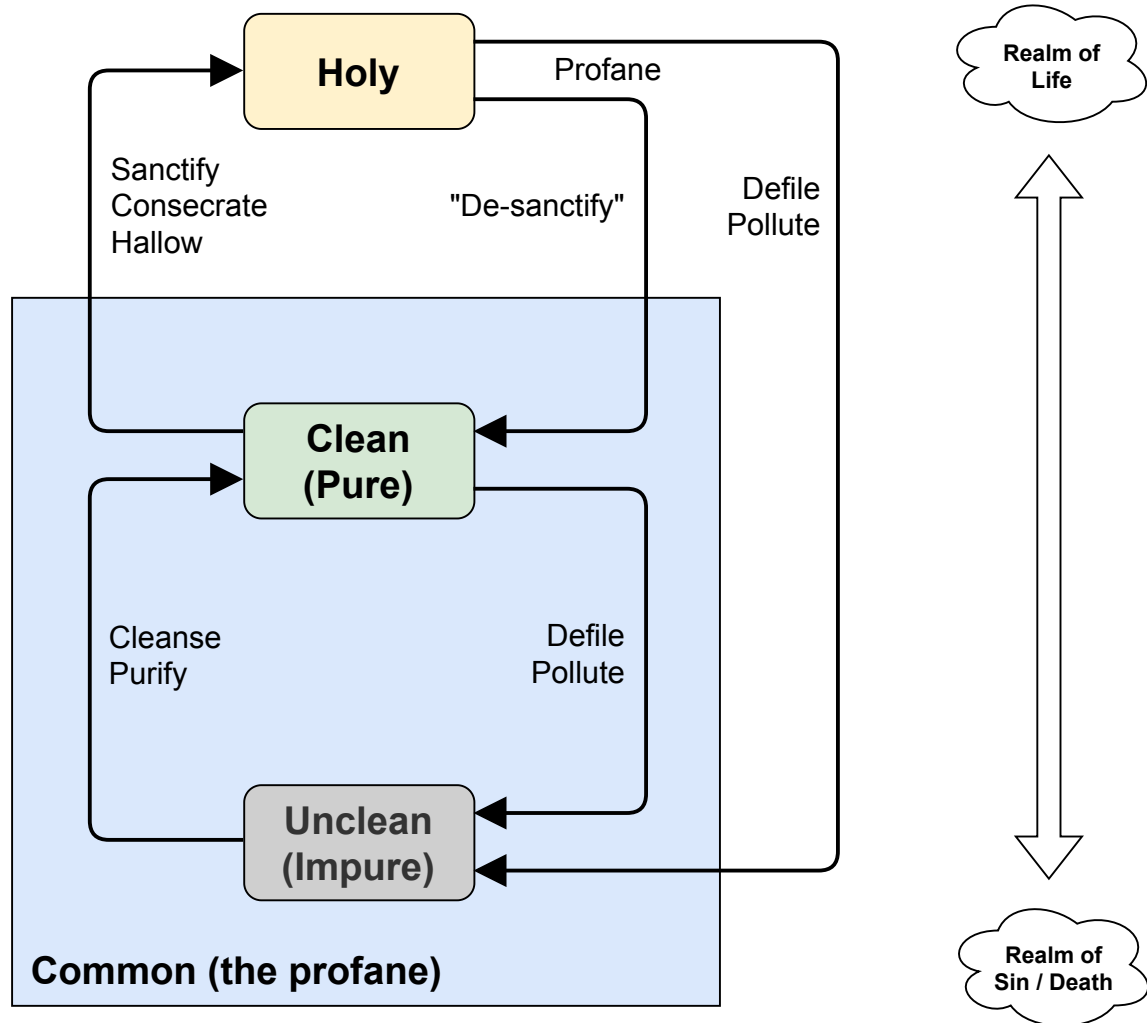 Holy
Profane
Realm of
Life
Sanctify
Consecrate
Hallow
"De-sanctify"
Defile
Pollute
Clean
(Pure)
Cleanse
Purify
Defile
Pollute
Unclean
(Impure)
Common (the profane)
Realm of
Sin / Death